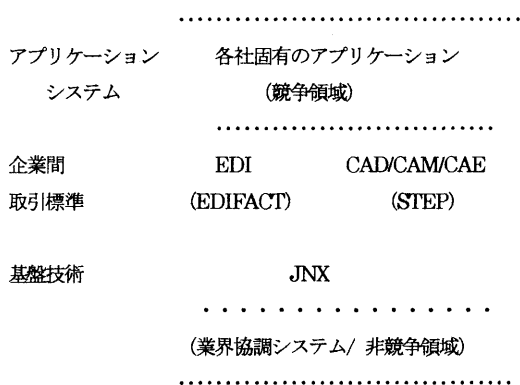 アプリケーション 各社固有のアプリケーション
システム (競争領域)
企業間 EDI CAD/CAM/CAE
取引標準 (EDIFACT) (STEP)
基盤技術 JNX
(業界協調システム/ 非競争領域)